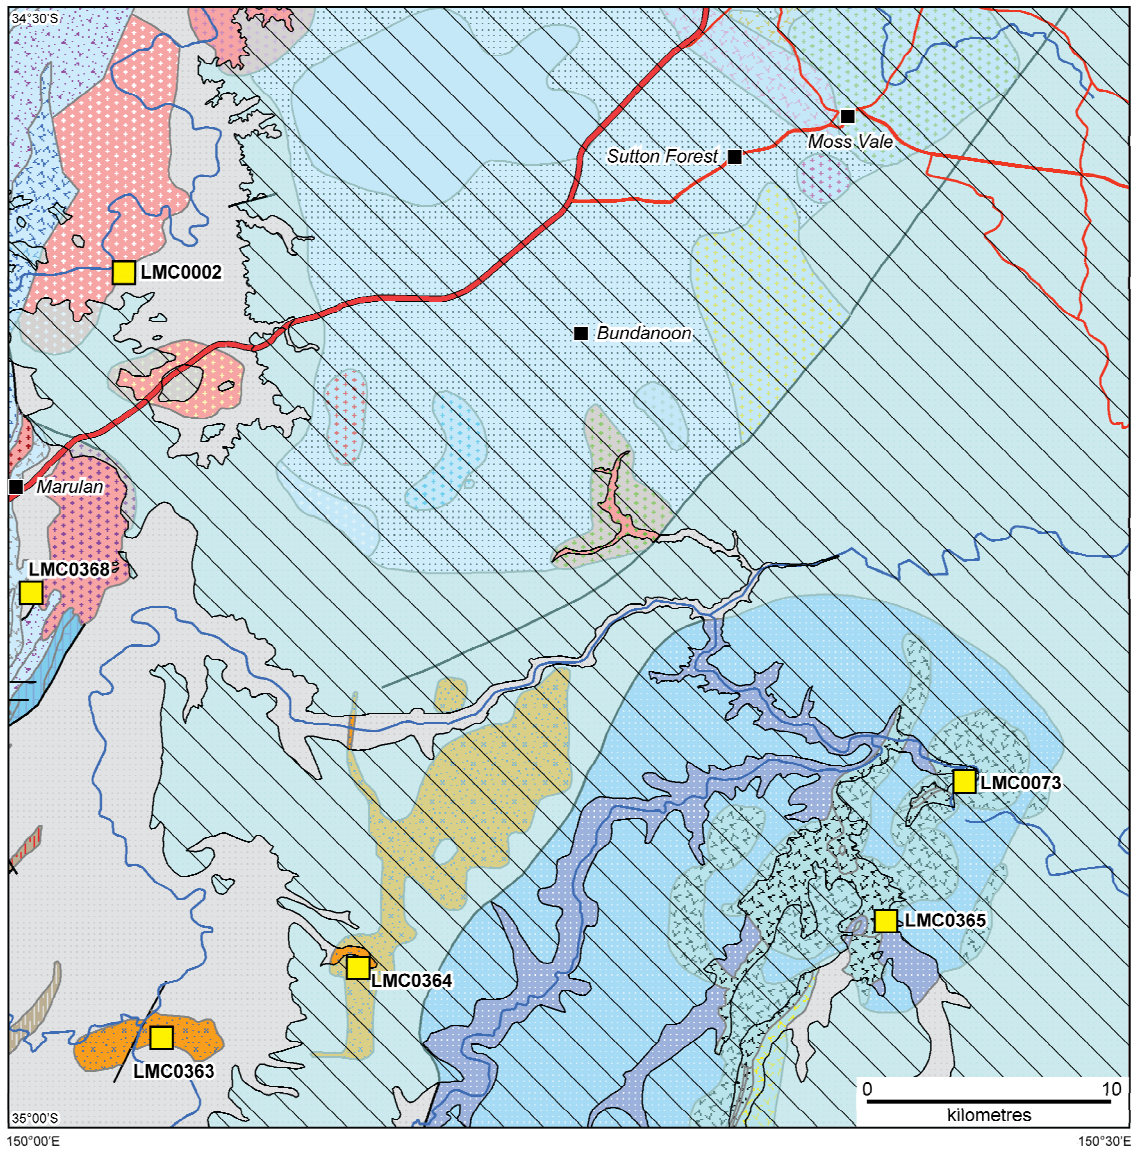 34°30'S
Moss Vale
Sutton Forest
LMC0002
Bundanoon
Marulan
LMC0368
LMC0073
LMC0365
LMC0364
LMC0363
0 10
kilometres
35°00'S
150°00'E 150°30'E